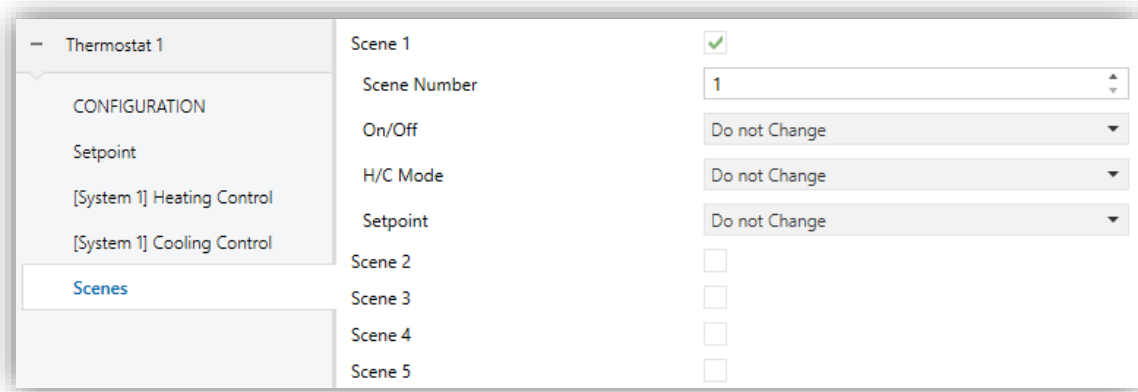 Thermostat 1
CONFIGURATION
Setpoint
[System 1] Heating Control
[System 1] Cooling Control
Scenes
Scene 1
Scene Number 1
On/Off Do not Change
H/C Mode Do not Change
Setpoint Do not Change
Scene 2
Scene 3
Scene 4
Scene 5